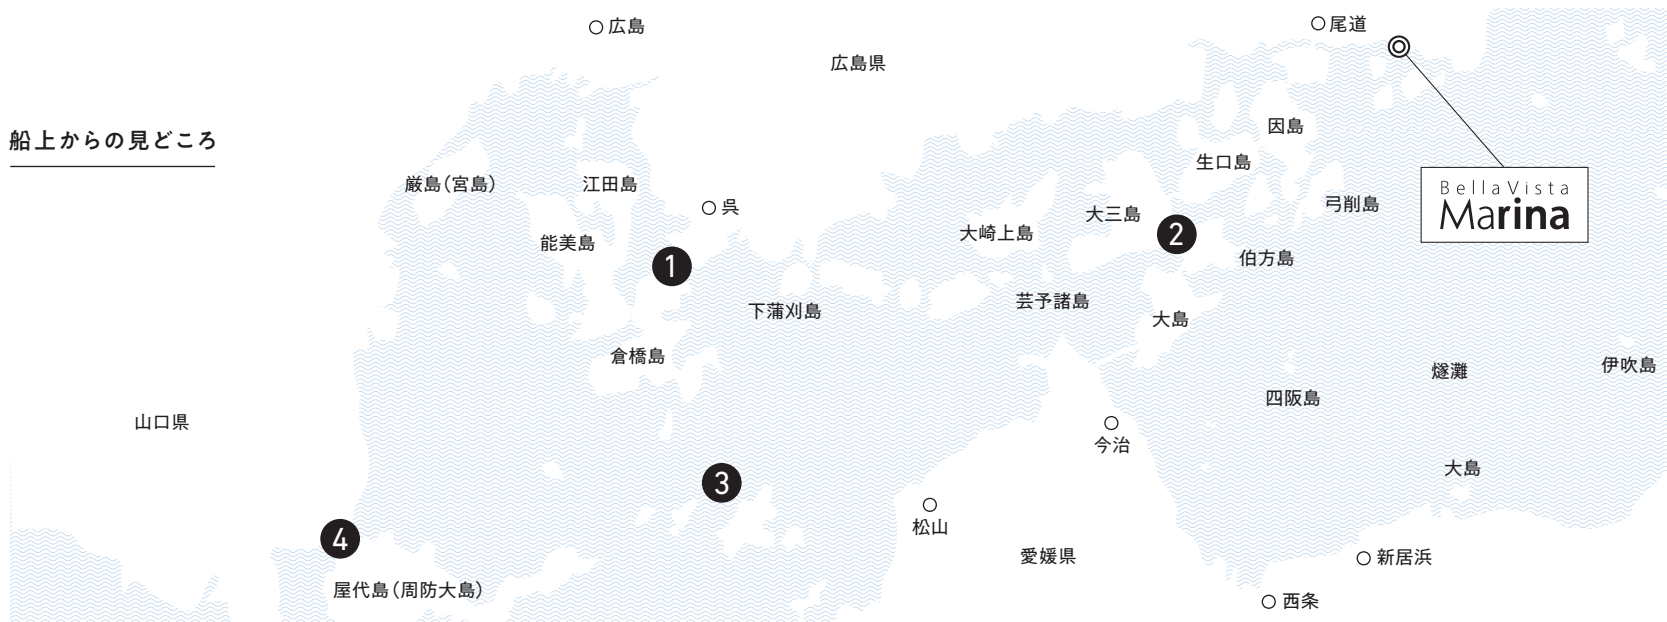 広島
尾道
広島県
船上からの見どころ
因島
生口島
厳島（宮島）
江田島
BellaVista
Marina
呉
大三島
弓削島
能美島
大崎上島
2
伯方島
1
下蒲刈島
芸予諸島
大島
倉橋島
燧灘
伊吹島
四阪島
山口県
今治
大島
3
松山
4
愛媛県
新居浜
屋代島（周防大島）
西条